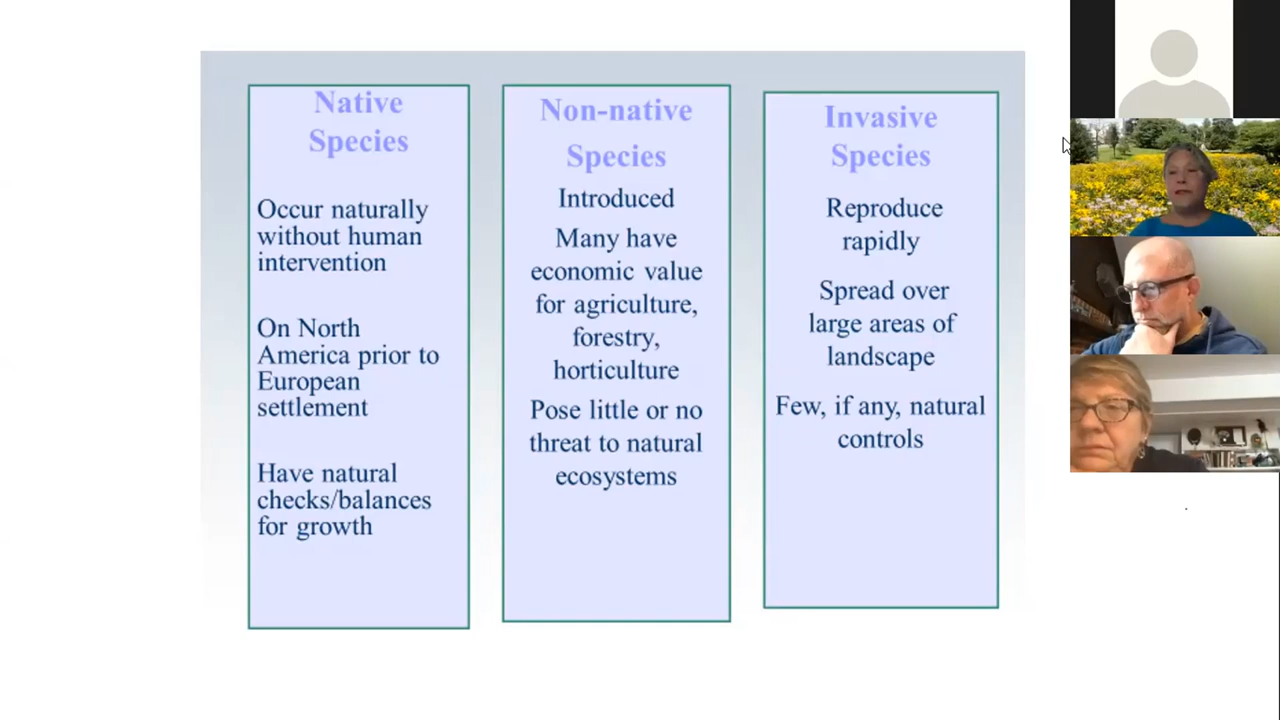 Native
Species
Occur naturally
without human
intervention
On North
America prior to
European
settlement
Have natural
checks/balances
for growth
Non-native
Species
Introduced
Many have
economic value
for agriculture,
forestry,
horticulture
Pose little or no
threat to natural
ecosystems
Invasive
Species
Reproduce
rapidly
Spread over
large areas of
landscape
Few, if any, natural
controls